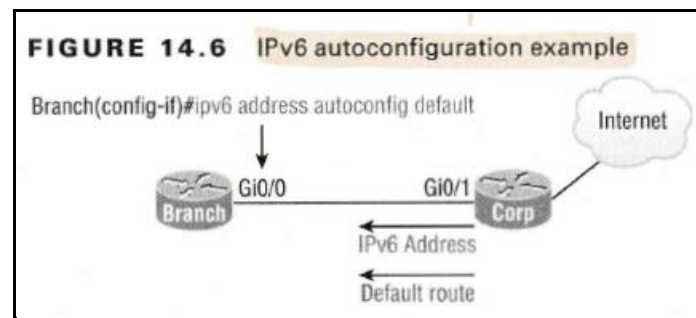 FIGURE 14.6 IPv6 autoconfiguration example
Branch(config-if)#ipv6 address autoconfig default
Internet
Gi0/0 Gi0/1
Branch Corp
IPv6 Address
Default route